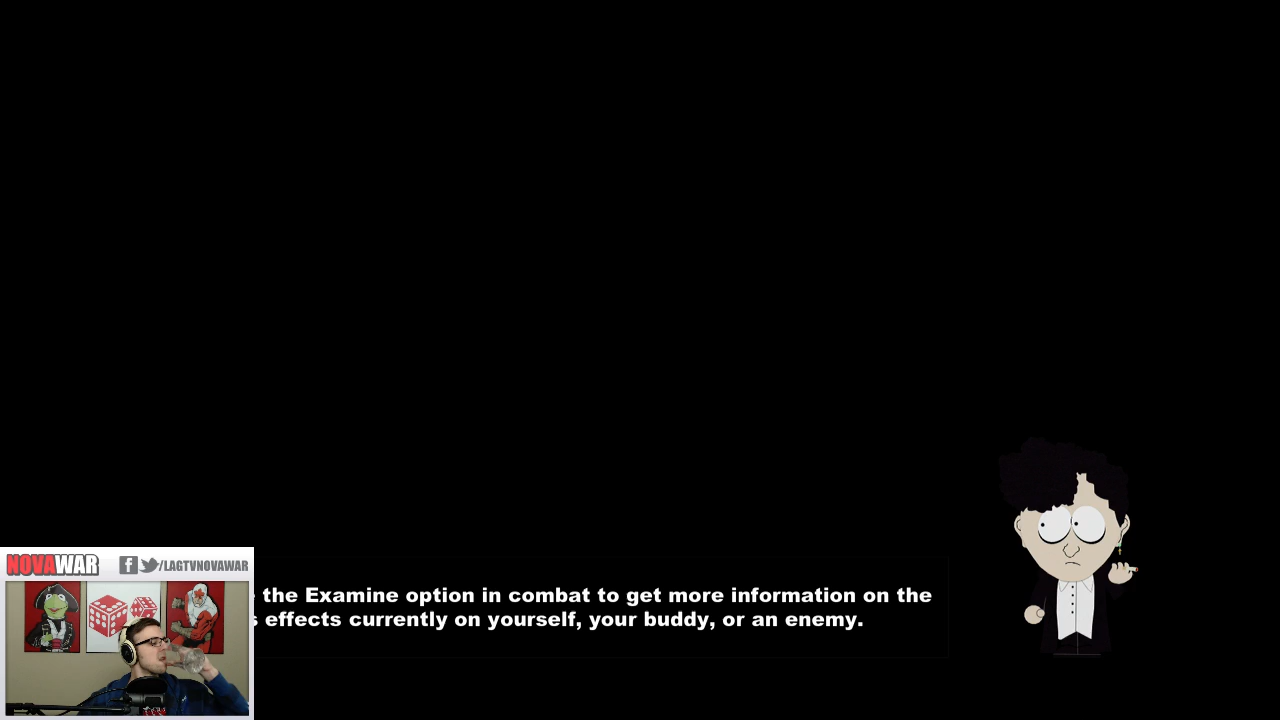 NOVAWAR /LAGTVNOVAWAR
the Examine option in combat to get more information on the
effects currently on yourself, your buddy, or an enemy.